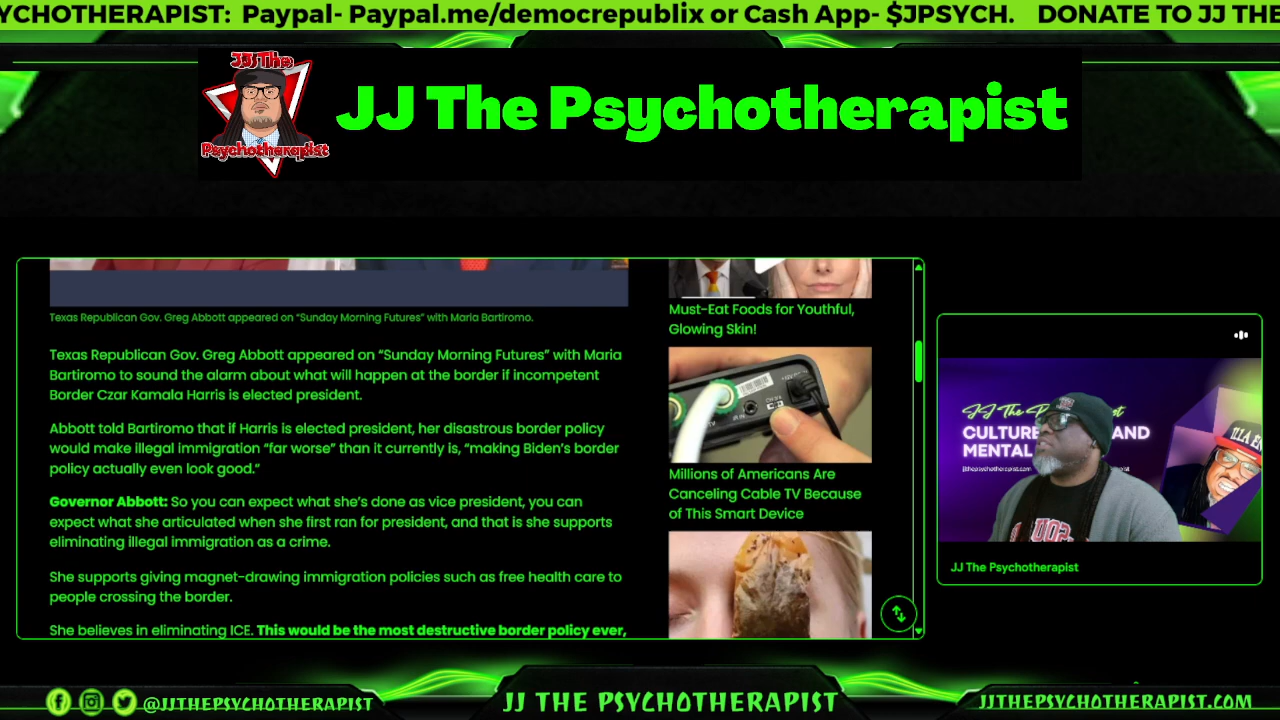 YCHOTHERAPIST: Paypal- Paypal.me/democrepublix or Cash App- $JPSYCH. DONATE TO JJ THE
JJ The
Psychotherapist
JJ The Psychotherapist
Texas Republican Gov. Greg Abbott appeared on “Sunday Morning Futures” with Maria Bartiromo.
Texas Republican Gov. Greg Abbott appeared on “Sunday Morning Futures” with Maria
Bartiromo to sound the alarm about what will happen at the border if incompetent
Border Czar Kamala Harris is elected president.
Abbott told Bartiromo that if Harris is elected president, her disastrous border policy
would make illegal immigration “far worse” than it currently is, “making Biden’s border
policy actually even look good.”
Governor Abbott: So you can expect what she’s done as vice president, you can
expect what she articulated when she first ran for president, and that is she supports
eliminating illegal immigration as a crime.
She supports giving magnet-drawing immigration policies such as free health care to
people crossing the border.
She believes in eliminating ICE. This would be the most destructive border policy ever,
Must-Eat Foods for Youthful,
Glowing Skin!
Millions of Americans Are
Canceling Cable TV Because
of This Smart Device
JJ The P
CULTURE AND
MENTAL
jjthepsychotherapist.com
ILLA
JJ The Psychotherapist
@JJTHEPSYCHOTHERAPIST
JJ THE PSYCHOTHERAPIST
JJTHEPSYCHOTHERAPIST.COM